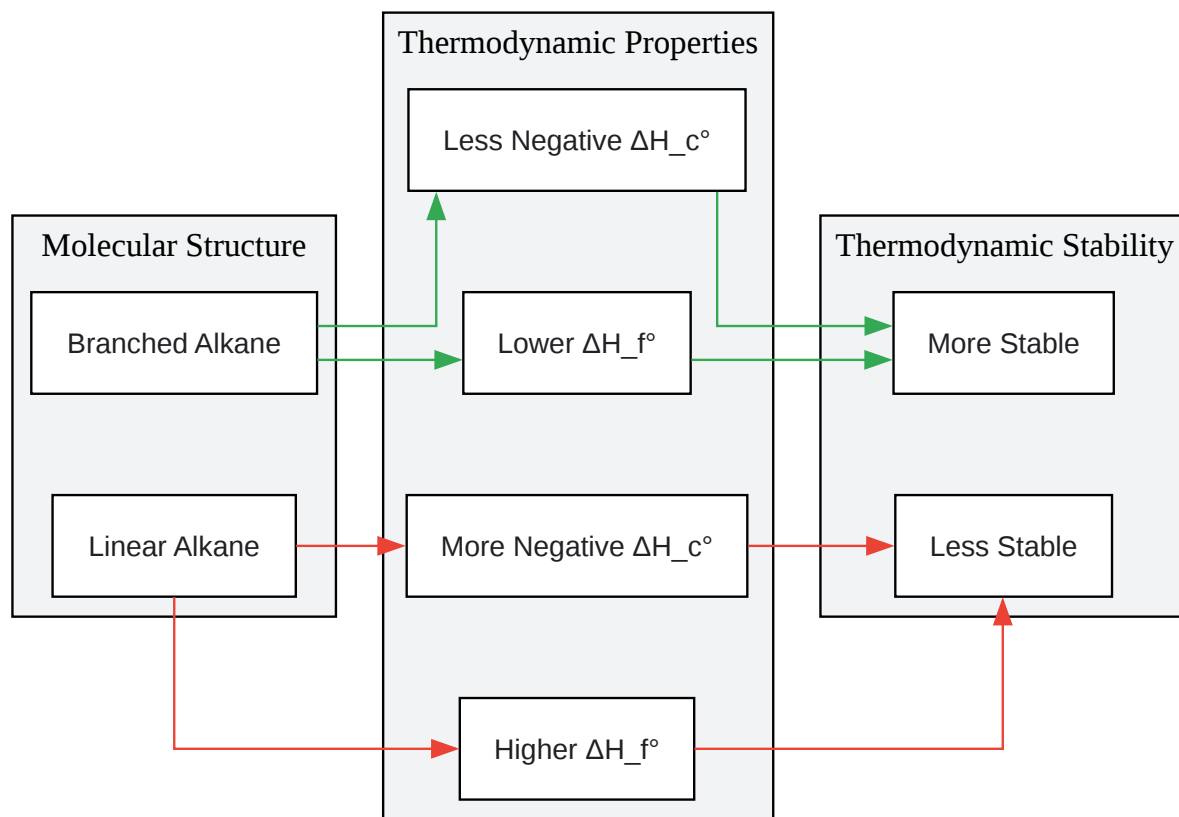 Thermodynamic Properties
Less Negative ΔH_c°
Molecular Structure
Thermodynamic Stability
Branched Alkane
Lower ΔH_f°
More Stable
Linear Alkane
More Negative ΔH_c°
Less Stable
Higher ΔH_f°